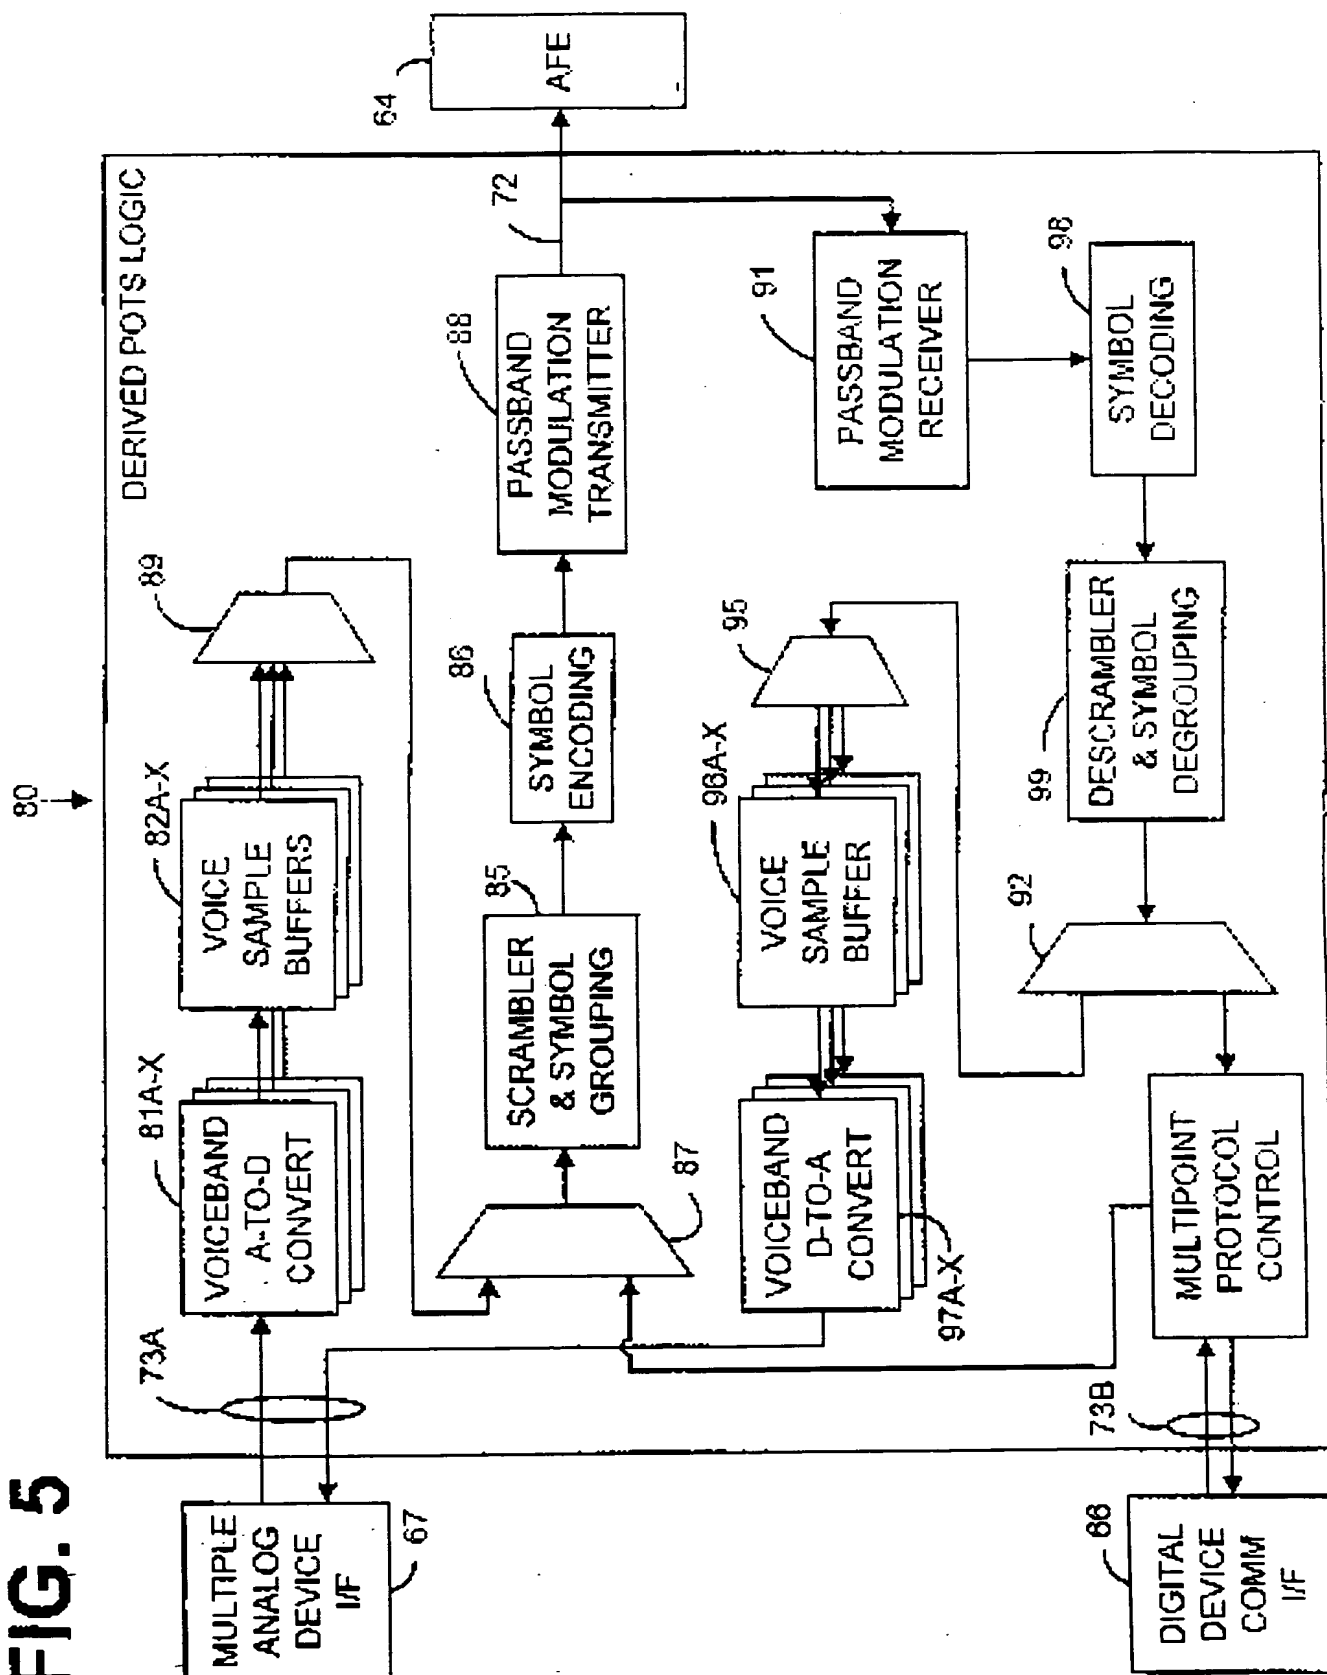 FIG. 5
80
DERIVED POTS LOGIC
MULTIPLE
ANALOG
DEVICE
I/F
67
73A
VOICEBAND
A-TO-D
CONVERT
81A-X
VOICE
SAMPLE
BUFFERS
82A-X
89
87
SCRAMBLER
& SYMBOL
GROUPING
85
SYMBOL
ENCODING
86
PASSBAND
MODULATION
TRANSMITTER
88
72
AFE
64
PASSBAND
MODULATION
RECEIVER
91
SYMBOL
DECODING
98
DESCRAMBLER
& SYMBOL
DEGROUPING
99
92
95
VOICE
SAMPLE
BUFFER
96A-X
VOICEBAND
D-TO-A
CONVERT
97A-X
MULTIPOINT
PROTOCOL
CONTROL
73B
DIGITAL
DEVICE
COMM
I/F
66